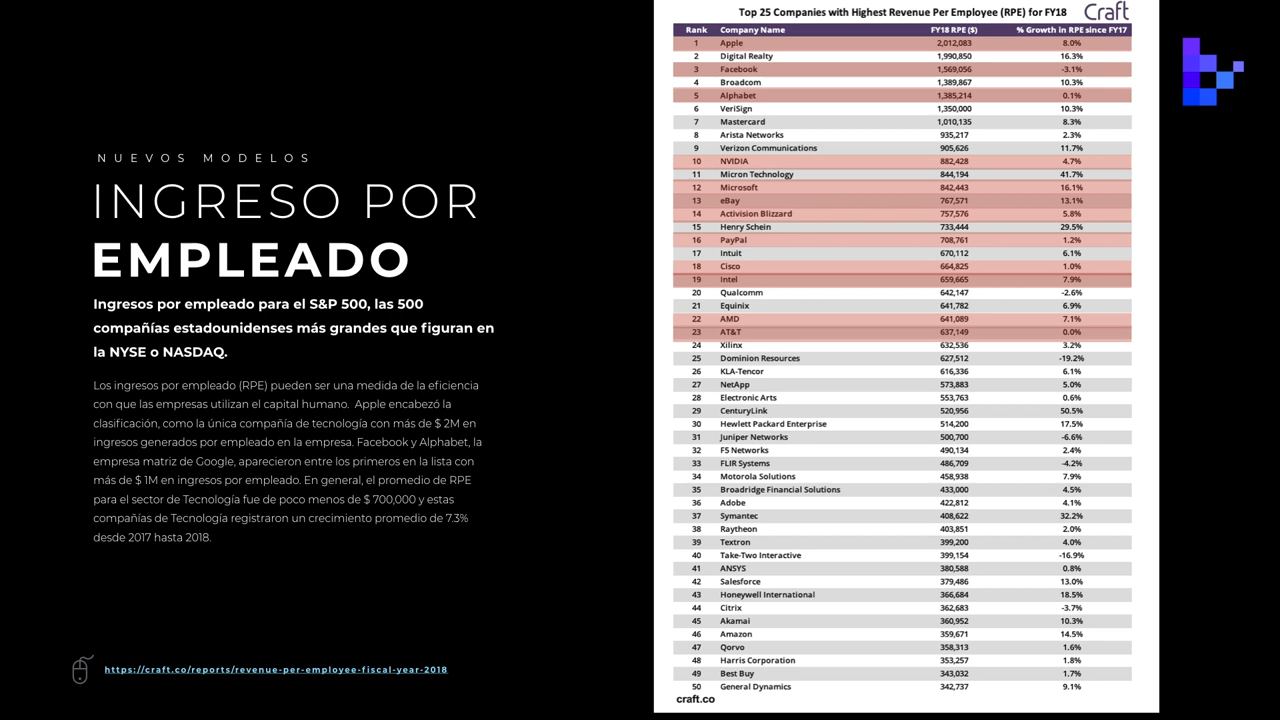 NUEVOS MODELOS
INGRESO POR
EMPLEADO
Ingresos por empleado para el S&P 500, las 500
compañías estadounidenses más grandes que figuran en
la NYSE o NASDAQ.
Los ingresos por empleado (RPE) pueden ser una medida de la eficiencia
con que las empresas utilizan el capital humano. Apple encabezó la
clasificación, como la única compañía de tecnología con más de $ 2M en
ingresos generados por empleado en la empresa. Facebook y Alphabet, la
empresa matriz de Google, aparecieron entre los primeros en la lista con
más de $ 1M en ingresos por empleado. En general, el promedio de RPE
para el sector de Tecnología fue de poco menos de $ 700,000 y estas
compañías de Tecnología registraron un crecimiento promedio de 7.3%
desde 2017 hasta 2018.
https://craft.co/reports/revenue-per-employee-fiscal-year-2018
Top 25 Companies with Highest Revenue Per Employee (RPE) for FY18 Craft
Rank Company Name FY18 RPE ($) % Growth in RPE since FY17
1 Apple 2,012,083 8.0%
2 Digital Realty 1,990,850 16.3%
3 Facebook 1,569,056 -3.1%
4 Broadcom 1,389,867 10.3%
5 Alphabet 1,385,214 0.1%
6 VeriSign 1,350,000 10.3%
7 Mastercard 1,010,135 8.3%
8 Arista Networks 935,217 2.3%
9 Verizon Communications 905,626 11.7%
10 NVIDIA 882,428 4.7%
11 Micron Technology 844,194 41.7%
12 Microsoft 842,443 16.1%
13 eBay 767,571 13.1%
14 Activision Blizzard 757,576 5.8%
15 Henry Schein 733,444 29.5%
16 PayPal 708,761 1.2%
17 Intuit 670,112 6.1%
18 Cisco 664,825 1.0%
19 Intel 659,665 7.9%
20 Qualcomm 642,147 -2.6%
21 Equinix 641,782 6.9%
22 AMD 641,089 7.1%
23 AT&T 637,149 0.0%
24 Xilinx 632,536 3.2%
25 Dominion Resources 627,512 -19.2%
26 KLA-Tencor 616,336 6.1%
27 NetApp 573,883 5.0%
28 Electronic Arts 553,763 0.6%
29 CenturyLink 520,956 50.5%
30 Hewlett Packard Enterprise 514,200 17.5%
31 Juniper Networks 500,700 -6.6%
32 F5 Networks 490,134 2.4%
33 FLIR Systems 486,709 -4.2%
34 Motorola Solutions 458,938 7.9%
35 Broadridge Financial Solutions 433,000 4.5%
36 Adobe 422,812 4.1%
37 Symantec 408,622 32.2%
38 Raytheon 403,851 2.0%
39 Textron 399,200 4.0%
40 Take-Two Interactive 399,154 -16.9%
41 ANSYS 380,588 0.8%
42 Salesforce 379,486 13.0%
43 Honeywell International 366,684 18.5%
44 Citrix 362,683 -3.7%
45 Akamai 360,952 10.3%
46 Amazon 359,671 14.5%
47 Qorvo 358,313 1.6%
48 Harris Corporation 353,257 1.8%
49 Best Buy 343,032 1.7%
50 General Dynamics 342,737 9.1%
craft.co